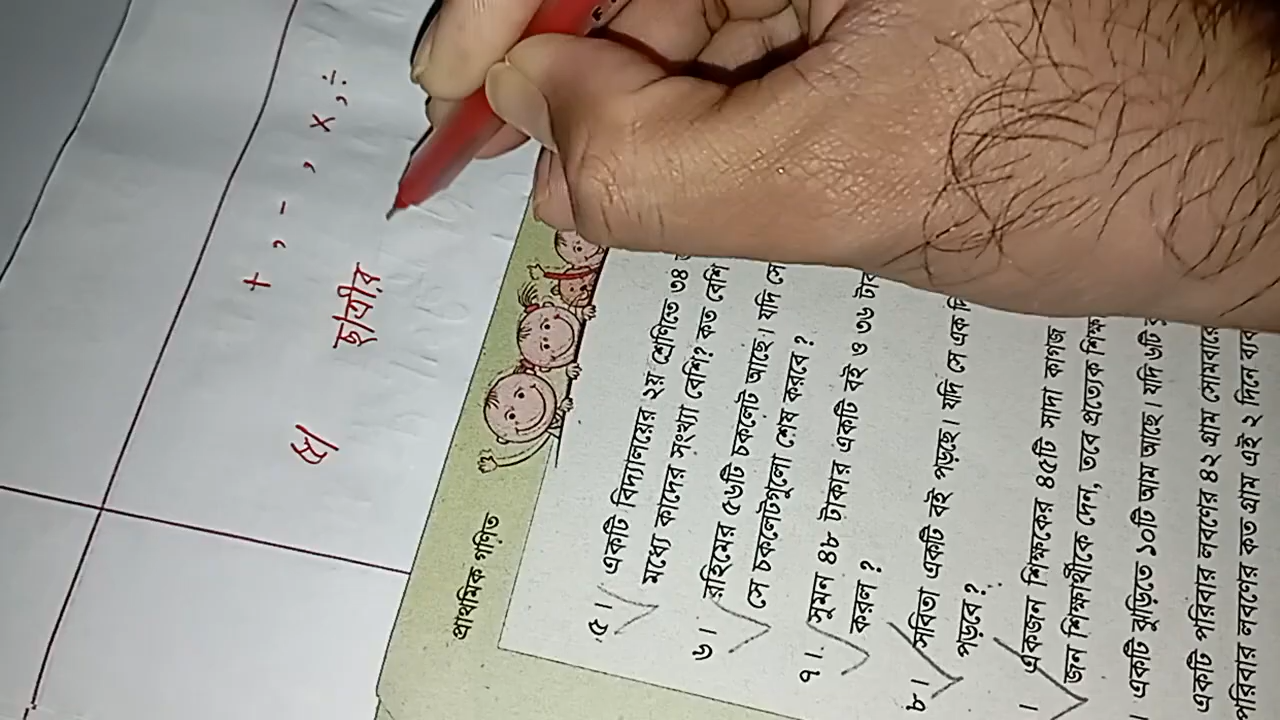 + , - , × , ÷
৫। ছাত্রীর
প্রাথমিক গণিত
৫। একটি বিদ্যালয়ের ২য় শ্রেণিতে ৩৪
মধ্যে কাদের সংখ্যা বেশি? কত বেশি
৬। রহিমের ৫৬টি চকলেট আছে। যদি সে
সে চকলেটগুলো শেষ করবে ?
৭। সুমন ৪৮ টাকার একটি বই ও ৩৬
করল ?
৮। সবিতা একটি বই পড়ছে। যদি সে এক
পড়বে ?
। একজন শিক্ষকের ৪৫টি সাদা কাগজ
জন শিক্ষার্থীকে দেন, তবে প্রত্যেক
। একটি ঝুড়িতে ১০টি আম আছে। যদি ৬টি
একটি পরিবার লবণের ৪২ গ্রাম সোমবারে
পরিবার লবণের কত গ্রাম এই ২ দিনে